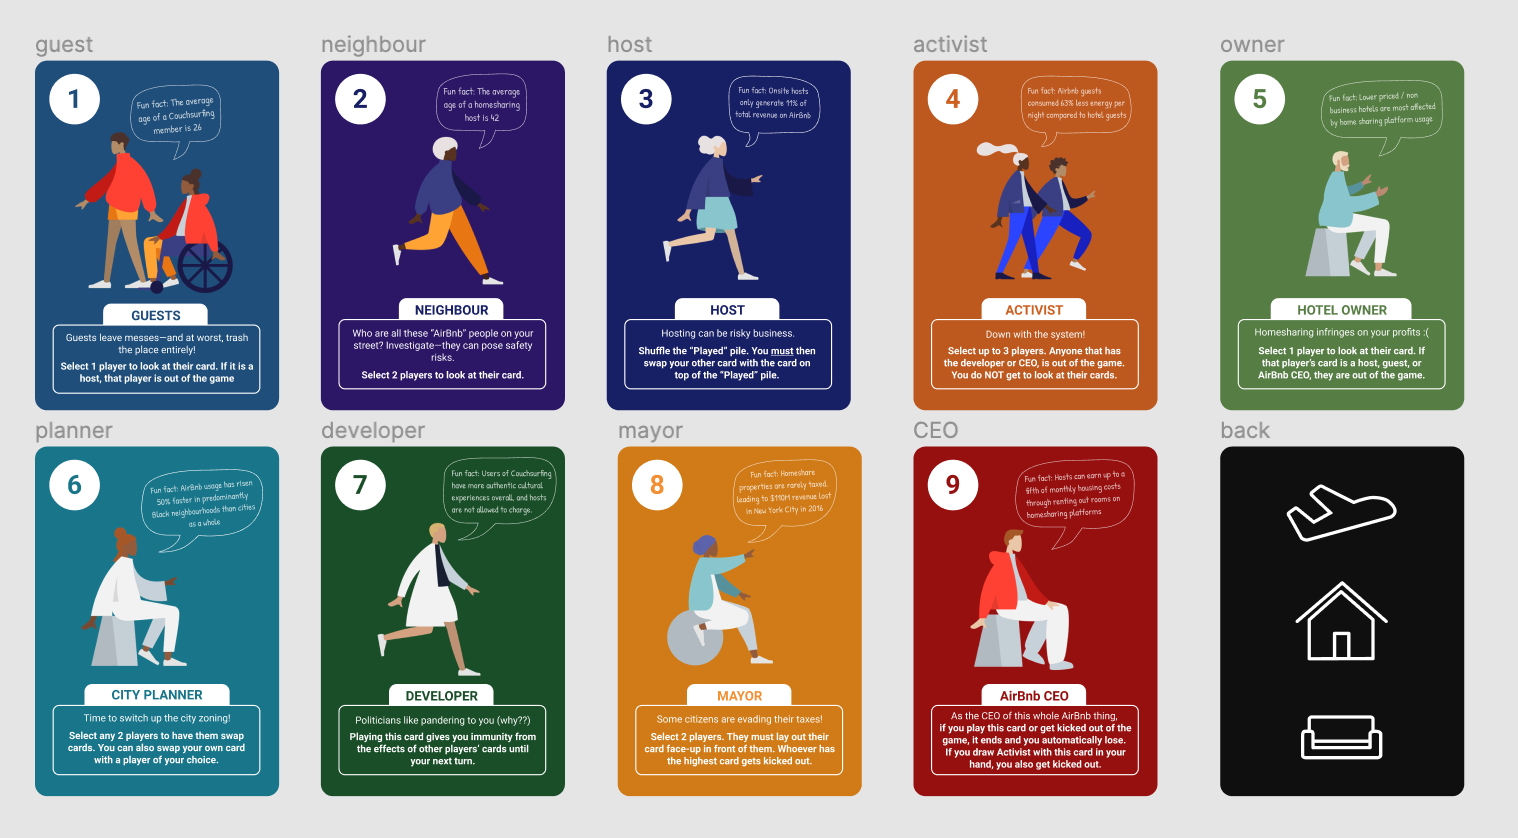 guest
1
Fun fact: The average
age of a Couchsurfing
member is 26
GUESTS
Guests leave messes—and at worst, trash
the place entirely!
Select 1 player to look at their card. If it is a
host, that player is out of the game
neighbour
2
Fun fact: The average
age of a homesharing
host is 42
NEIGHBOUR
Who are all these “AirBnb” people on your
street? Investigate—they can pose safety
risks.
Select 2 players to look at their card.
host
3
Fun fact: Onsite hosts
only generate 11% of
total revenue on AirBnb
HOST
Hosting can be risky business.
Shuffle the “Played” pile. You must then
swap your other card with the card on
top of the “Played” pile.
activist
4
Fun fact: Airbnb guests
consumed 63% less energy per
night compared to hotel guests
ACTIVIST
Down with the system!
Select up to 3 players. Anyone that has
the developer or CEO, is out of the game.
You do NOT get to look at their cards.
owner
5
Fun fact: Lower priced / non
business hotels are most affected
by home sharing platform usage
HOTEL OWNER
Homesharing infringes on your profits :(
Select 1 player to look at their card. If
that player's card is a host, guest, or
AirBnb CEO, they are out of the game.
planner
6
Fun fact: AirBnb usage has risen
50% faster in predominantly
Black neighbourhoods than cities
as a whole
CITY PLANNER
Time to switch up the city zoning!
Select any 2 players to have them swap
cards. You can also swap your own card
with a player of your choice.
developer
7
Fun fact: Users of Couchsurfing
have more authentic cultural
experiences overall, and hosts
are not allowed to charge.
DEVELOPER
Politicians like pandering to you (why??)
Playing this card gives you immunity from
the effects of other players’ cards until
your next turn.
mayor
8
Fun fact: Homeshare
properties are rarely taxed,
leading to $110M revenue lost
in New York City in 2016
MAYOR
Some citizens are evading their taxes!
Select 2 players. They must lay out their
card face-up in front of them. Whoever has
the highest card gets kicked out.
CEO
9
Fun fact: Hosts can earn up to a
fifth of monthly housing costs
through renting out rooms on
homesharing platforms
AirBnb CEO
As the CEO of this whole AirBnb thing,
if you play this card or get kicked out of the
game, it ends and you automatically lose.
If you draw Activist with this card in your
hand, you also get kicked out.
back